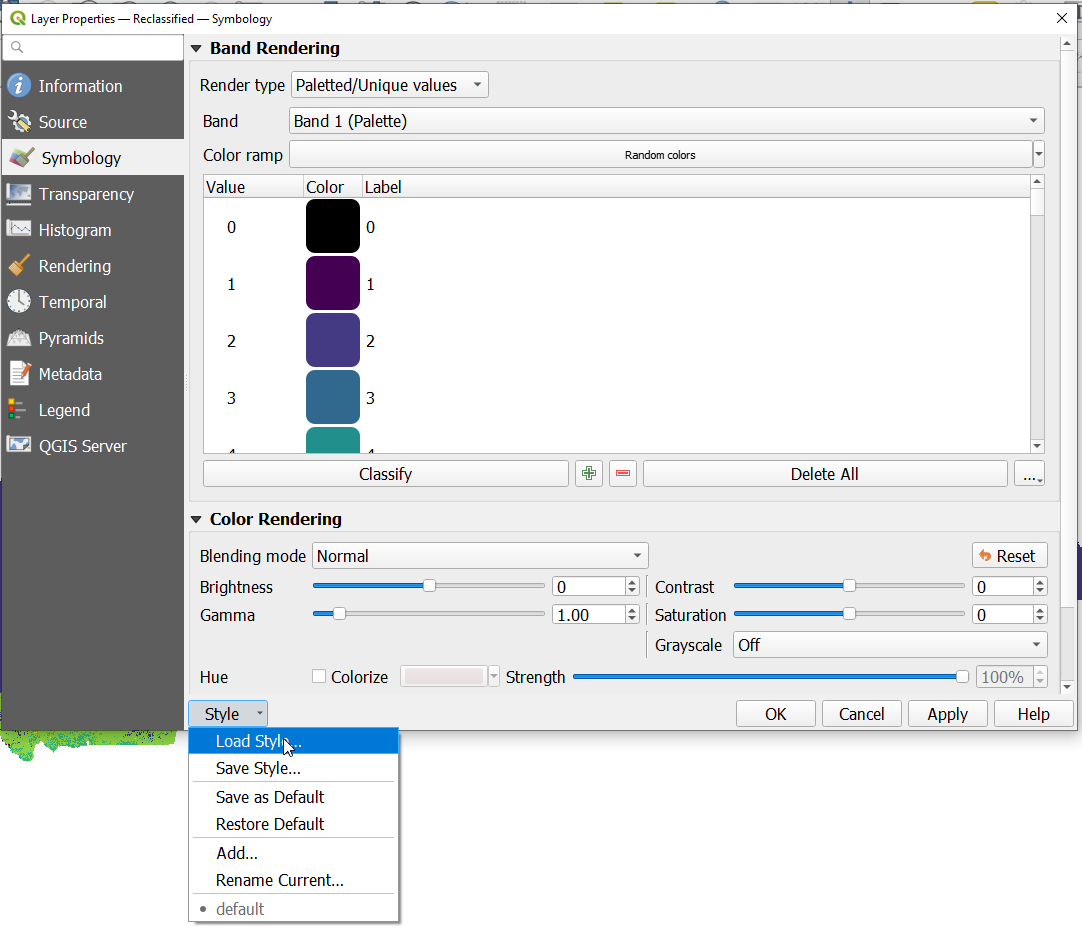 Layer Properties — Reclassified — Symbology
Information
Source
Symbology
Transparency
Histogram
Rendering
Temporal
Pyramids
Metadata
Legend
QGIS Server
Band Rendering
Render type Paletted/Unique values
Band Band 1 (Palette)
Color ramp Random colors
Value Color Label
0 0
1 1
2 2
3 3
4 4
Classify Delete All ...
Color Rendering
Blending mode Normal Reset
Brightness 0 Contrast 0
Gamma 1.00 Saturation 0
Grayscale Off
Hue Colorize Strength 100%
Style OK Cancel Apply Help
Load Style...
Save Style...
Save as Default
Restore Default
Add...
Rename Current...
default